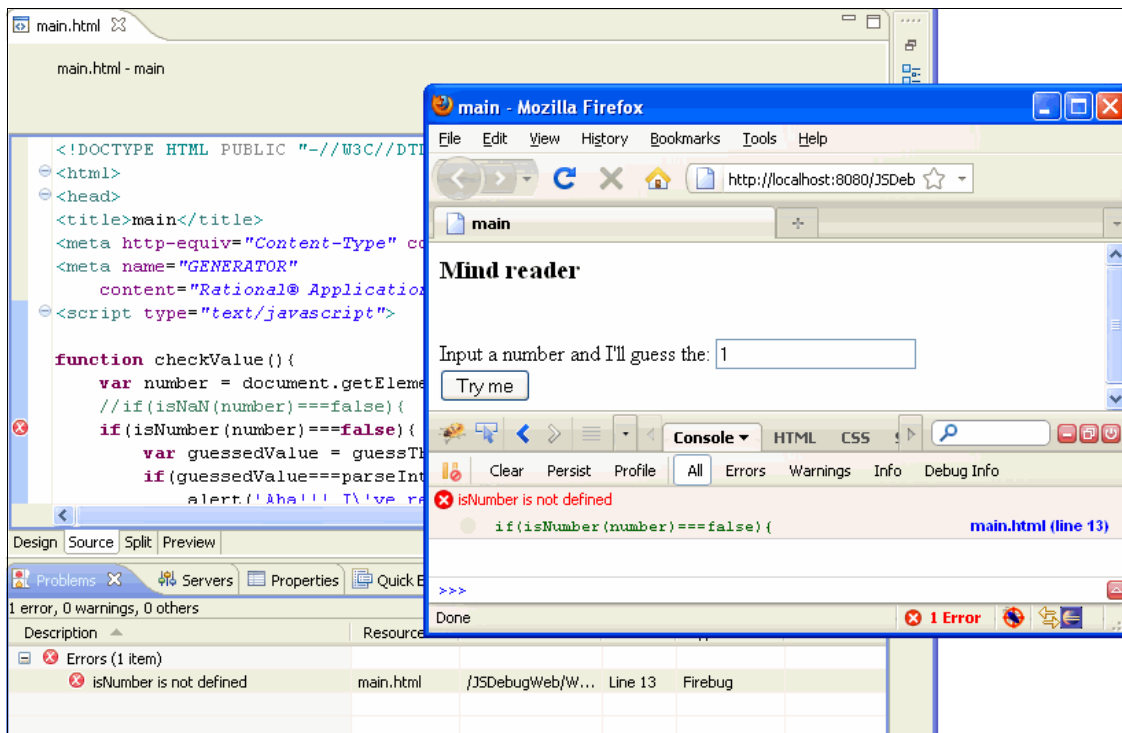 main.html
main.html - main
<!DOCTYPE HTML PUBLIC "-//W3C//DTD
<html>
<head>
<title>main</title>
<meta http-equiv="Content-Type" co
<meta name="GENERATOR"
content="Rational® Application
<script type="text/javascript">
function checkValue(){
var number = document.getEleme
//if(isNaN(number)===false){
if(isNumber(number)===false){
var guessedValue = guessTh
if(guessedValue===parseInt
alert('Aha!!! I\'ve re
Design Source Split Preview
Problems Servers Properties Quick E
1 error, 0 warnings, 0 others
Description Resource
Errors (1 item)
isNumber is not defined main.html /JSDebugWeb/W... Line 13 Firebug
main - Mozilla Firefox
File Edit View History Bookmarks Tools Help
http://localhost:8080/JSDeb
main
Mind reader
Input a number and I'll guess the: 1
Try me
Console HTML CSS
Clear Persist Profile All Errors Warnings Info Debug Info
isNumber is not defined
if(isNumber(number)===false){ main.html (line 13)
>>>
Done 1 Error